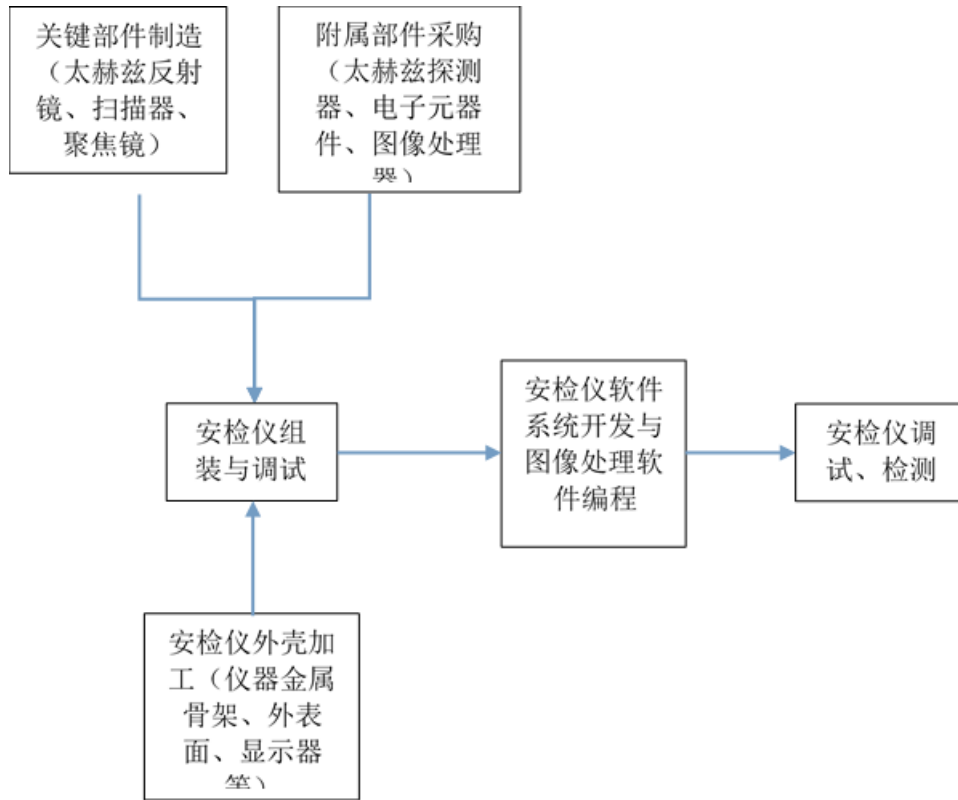 关键部件制造
（太赫兹反射
镜、扫描器、
聚焦镜）
附属部件采购
（太赫兹探测
器、电子元器
件、图像处理
器）
安检仪组
装与调试
安检仪软件
系统开发与
图像处理软
件编程
安检仪调
试、检测
安检仪外壳加
工（仪器金属
骨架、外表
面、显示器
等）